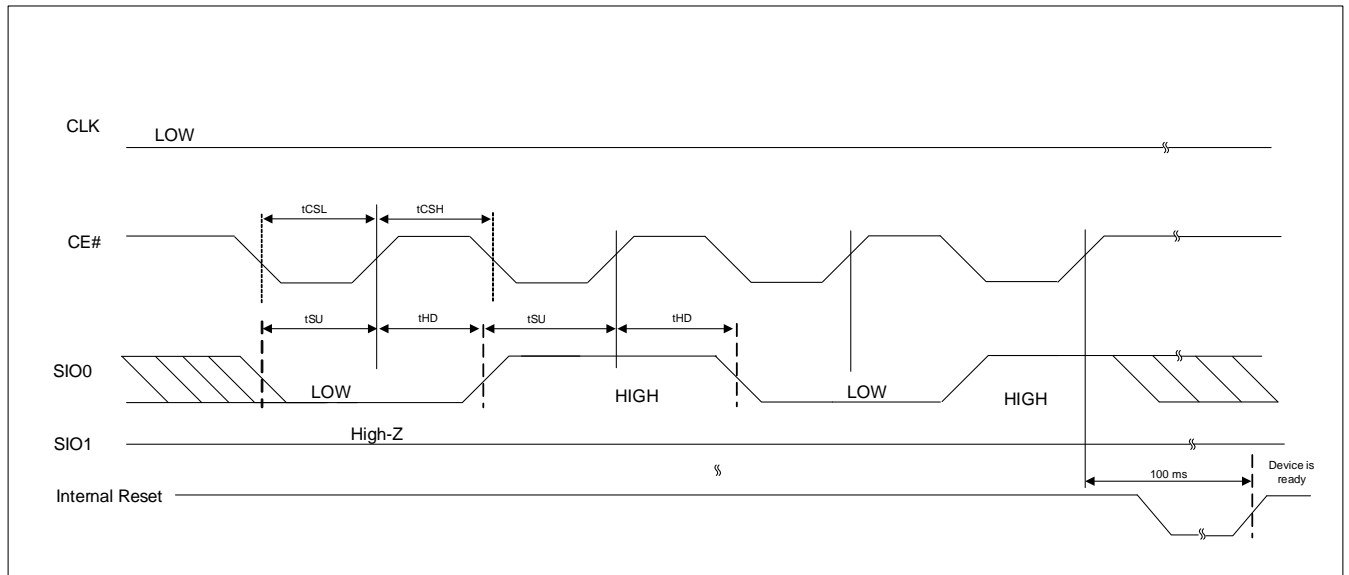 CLK
LOW
tCSL
tCSH
CE#
tSU
tHD
tSU
tHD
SIO0
LOW
HIGH
LOW
HIGH
SIO1
High-Z
Internal Reset
100 ms
Device is
ready